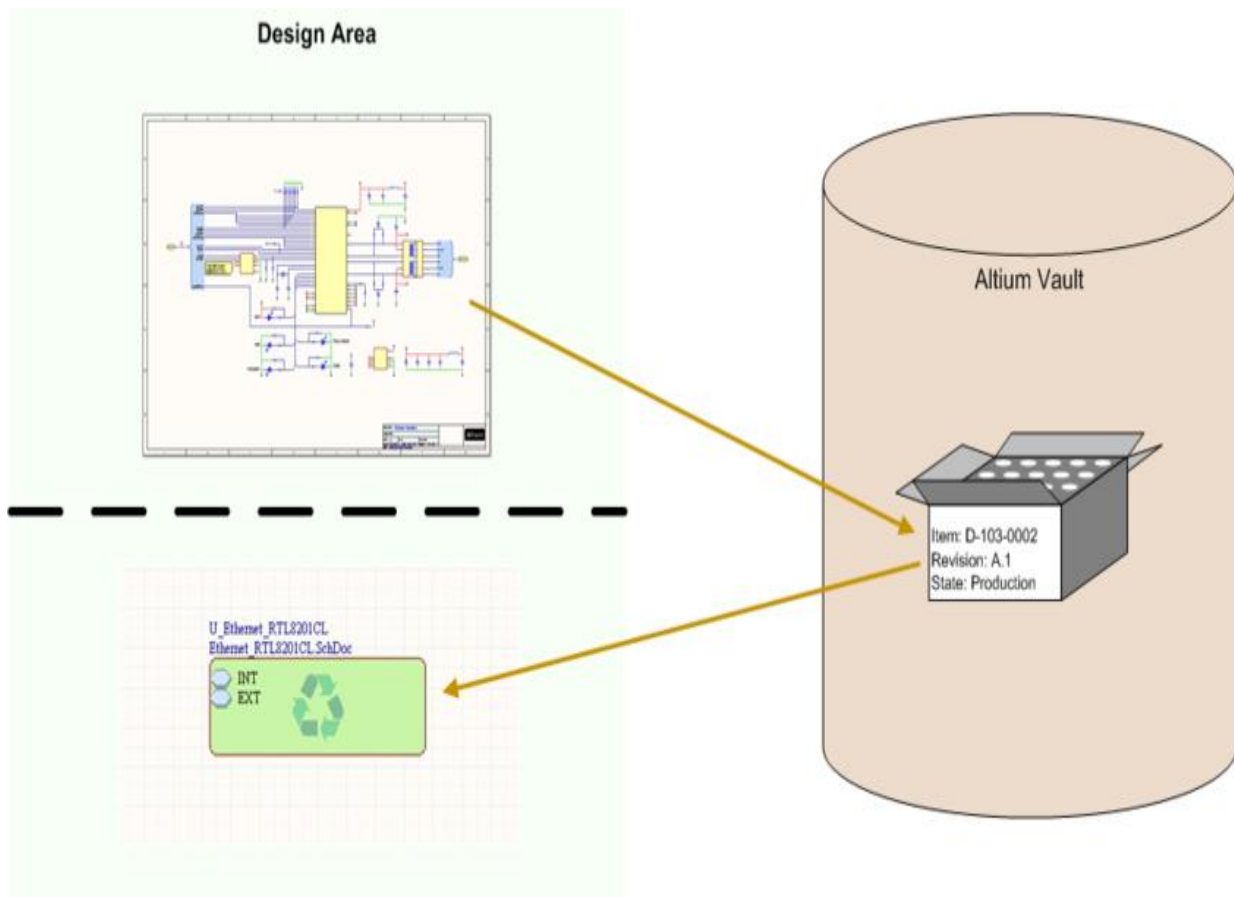 Design Area
Altium Vault
Item: D-103-0002
Revision: A.1
State: Production
U_Ethernet_RTL8201CL
Ethernet_RTL8201CL.SchDoc
INT
EXT